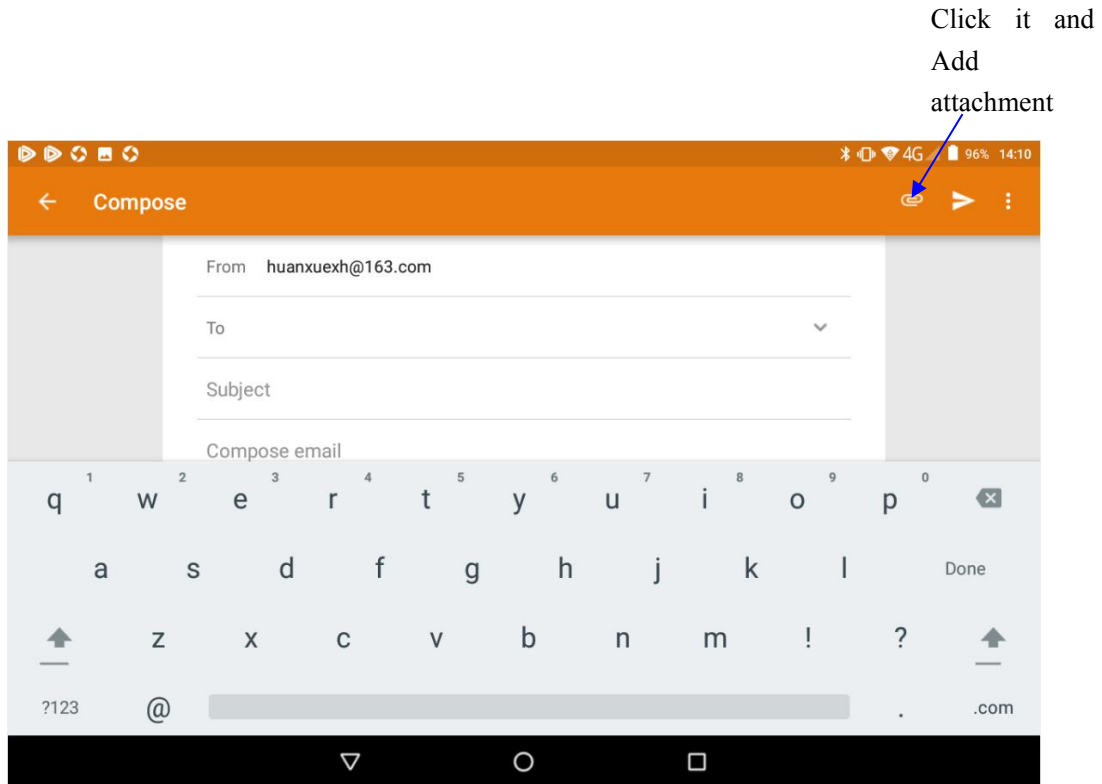 Click it and
Add
attachment
4G 96% 14:10
Compose
From huanxuexh@163.com
To
Subject
Compose email
1 2 3 4 5 6 7 8 9 0
q w e r t y u i o p
a s d f g h j k l Done
z x c v b n m ! ?
?123 @ . .com